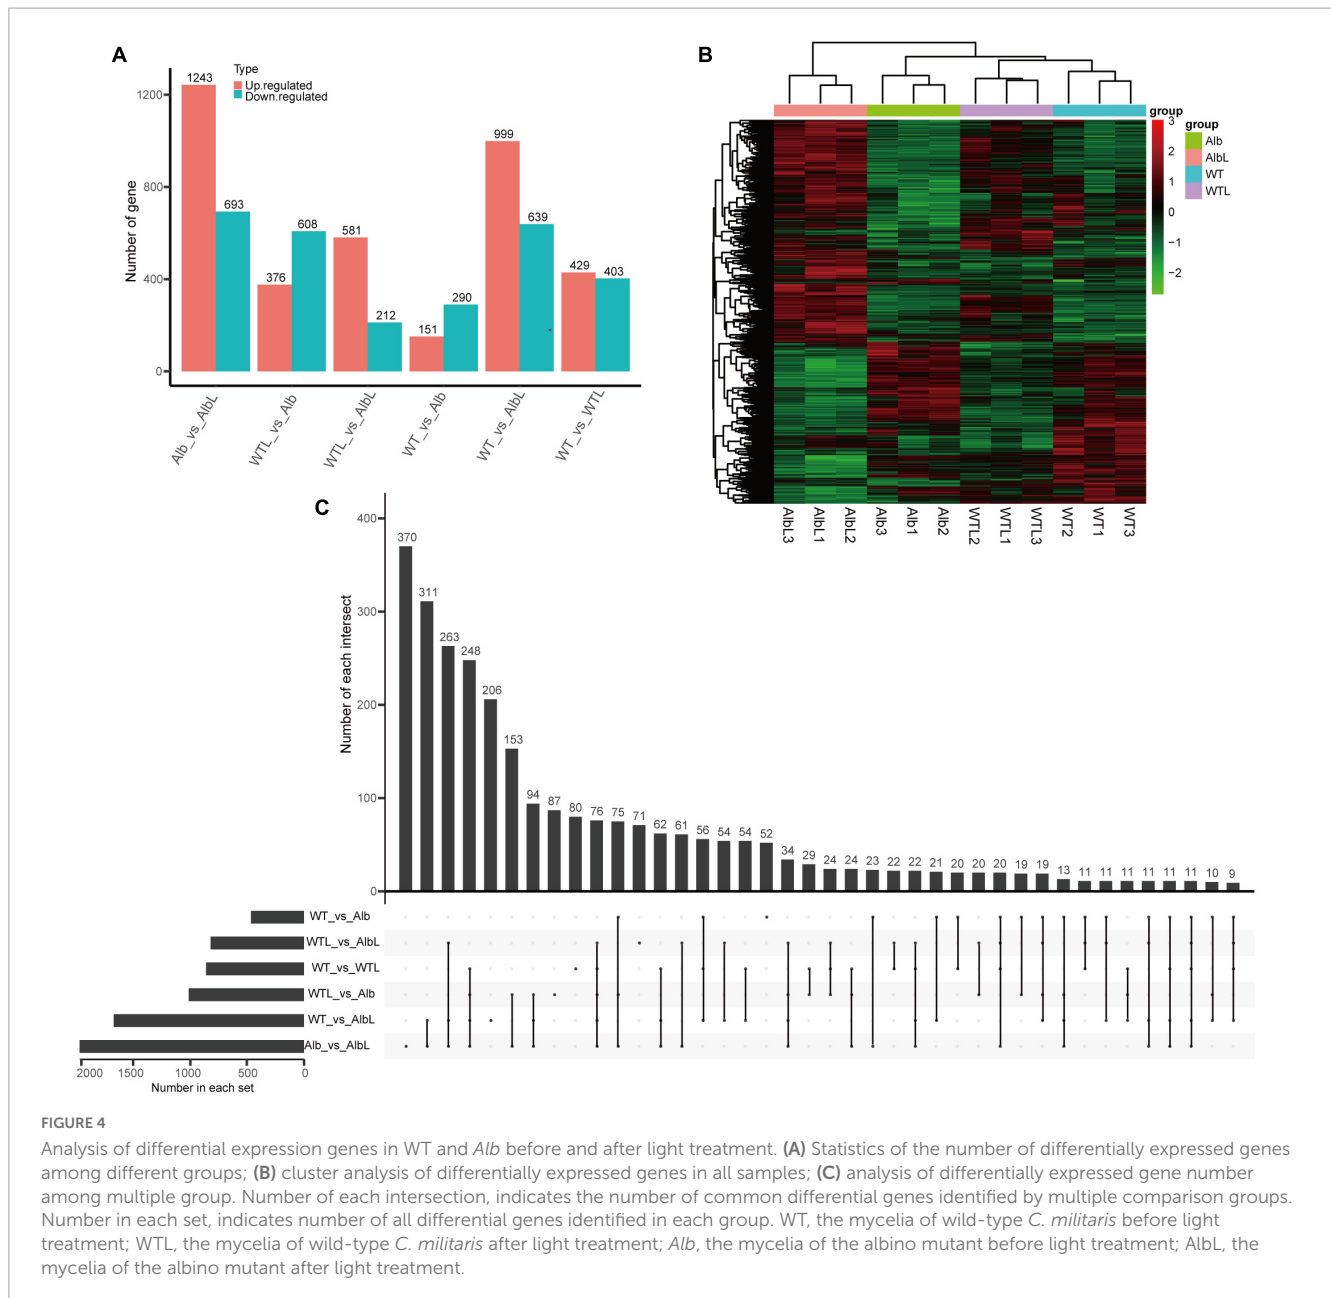 A
Type
Up.regulated
Down.regulated
Number of gene
1200
800
400
0
1243
693
376
608
581
212
151
290
999
639
429
403
Alb_vs_AlbL
WTL_vs_Alb
WTL_vs_AlbL
WT_vs_Alb
WT_vs_AlbL
WT_vs_WTL
B
group
3
2
1
0
−1
−2
group
Alb
AlbL
WT
WTL
AlbL3
AlbL1
AlbL2
Alb3
Alb1
Alb2
WTL2
WTL1
WTL3
WT2
WT1
WT3
C
Number of each intersect
400
300
200
100
0
370
311
263
248
206
153
94
87
80
76
75
71
62
61
56
54
54
52
34
29
24
24
23
22
22
21
20
20
20
19
19
13
11
11
11
11
11
11
10
9
WT_vs_Alb
WTL_vs_AlbL
WT_vs_WTL
WTL_vs_Alb
WT_vs_AlbL
Alb_vs_AlbL
2000 1500 1000 500 0
Number in each set
FIGURE 4
Analysis of differential expression genes in WT and Alb before and after light treatment. (A) Statistics of the number of differentially expressed genes
among different groups; (B) cluster analysis of differentially expressed genes in all samples; (C) analysis of differentially expressed gene number
among multiple group. Number of each intersection, indicates the number of common differential genes identified by multiple comparison groups.
Number in each set, indicates number of all differential genes identified in each group. WT, the mycelia of wild-type C. militaris before light
treatment; WTL, the mycelia of wild-type C. militaris after light treatment; Alb, the mycelia of the albino mutant before light treatment; AlbL, the
mycelia of the albino mutant after light treatment.